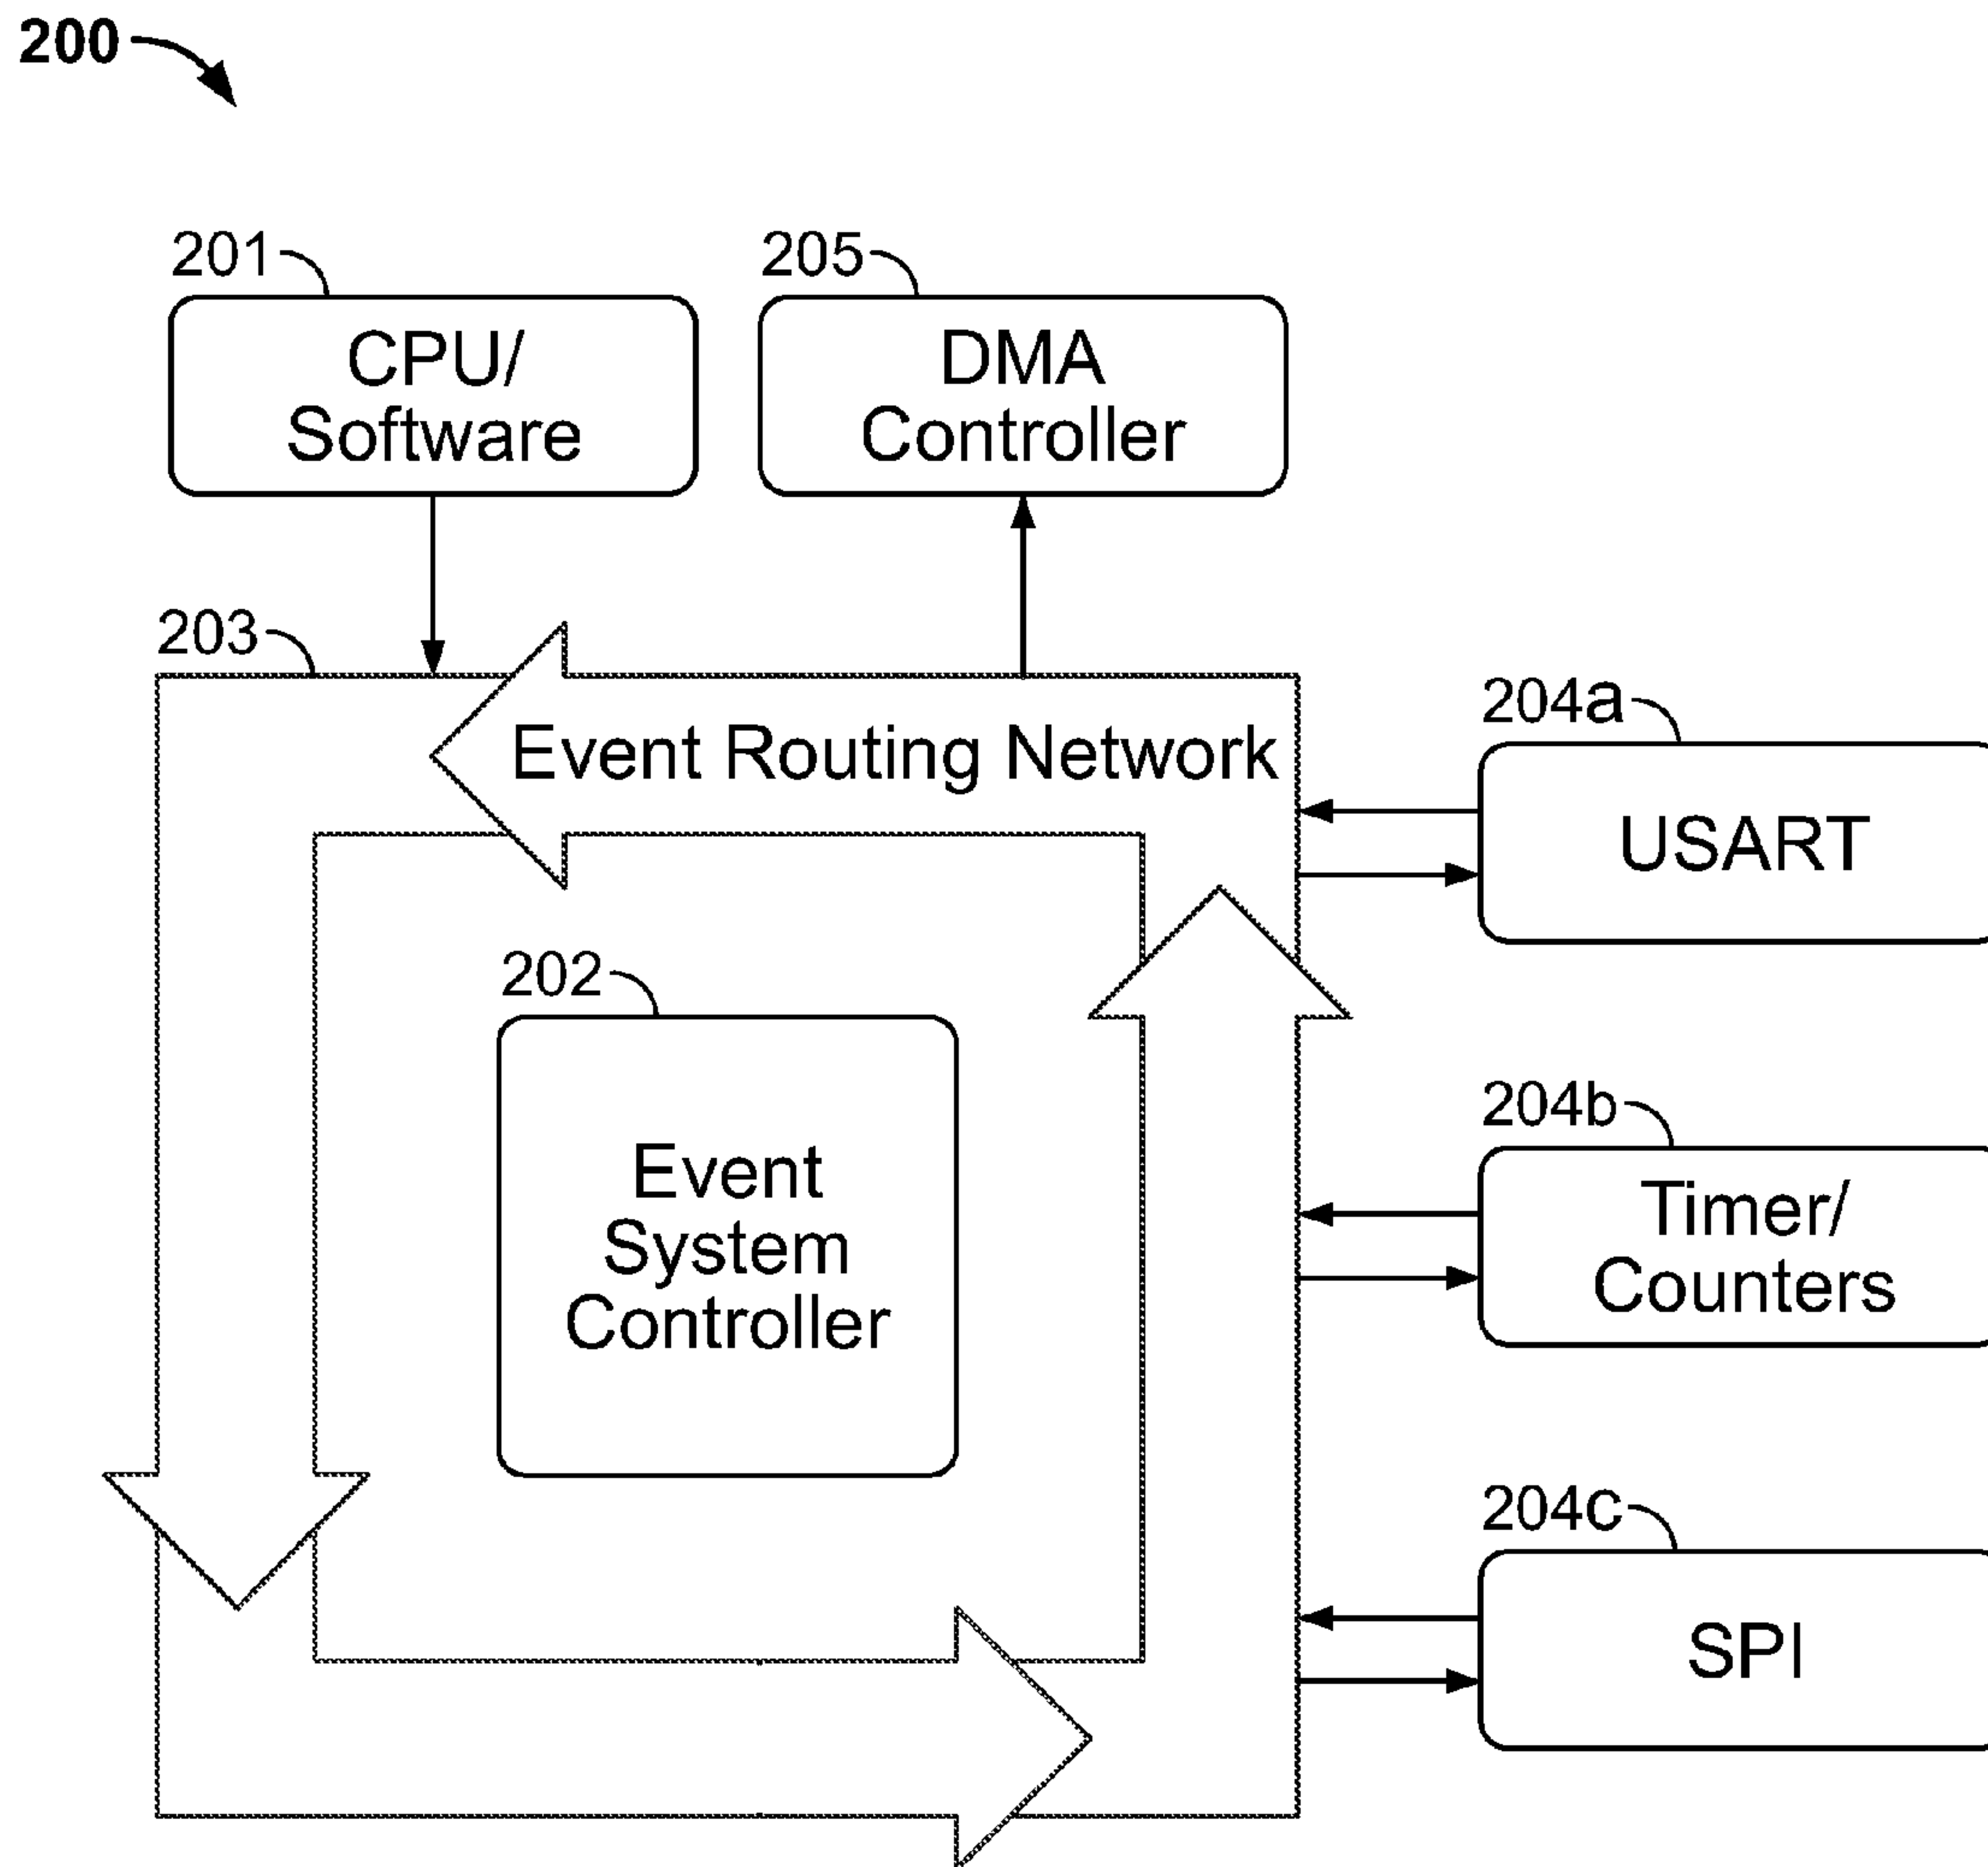 200
201
205
CPU/
Software
DMA
Controller
203
Event Routing Network
204a
USART
202
Event
System
Controller
204b
Timer/
Counters
204c
SPI